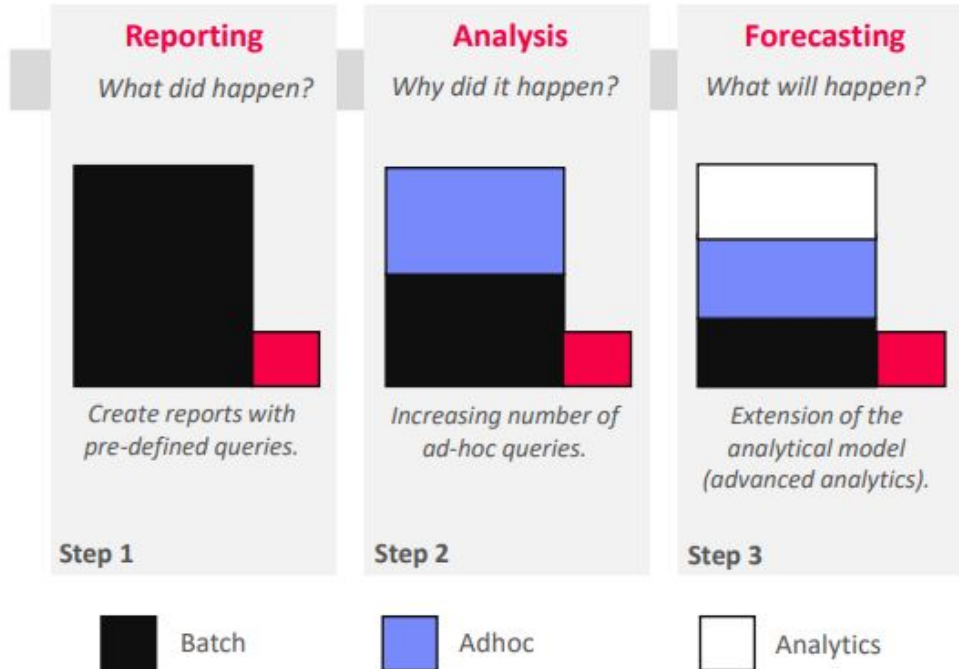 Reporting
What did happen?
Create reports with
pre-defined queries.
Step 1
Analysis
Why did it happen?
Increasing number of
ad-hoc queries.
Step 2
Forecasting
What will happen?
Extension of the
analytical model
(advanced analytics).
Step 3
Batch
Adhoc
Analytics